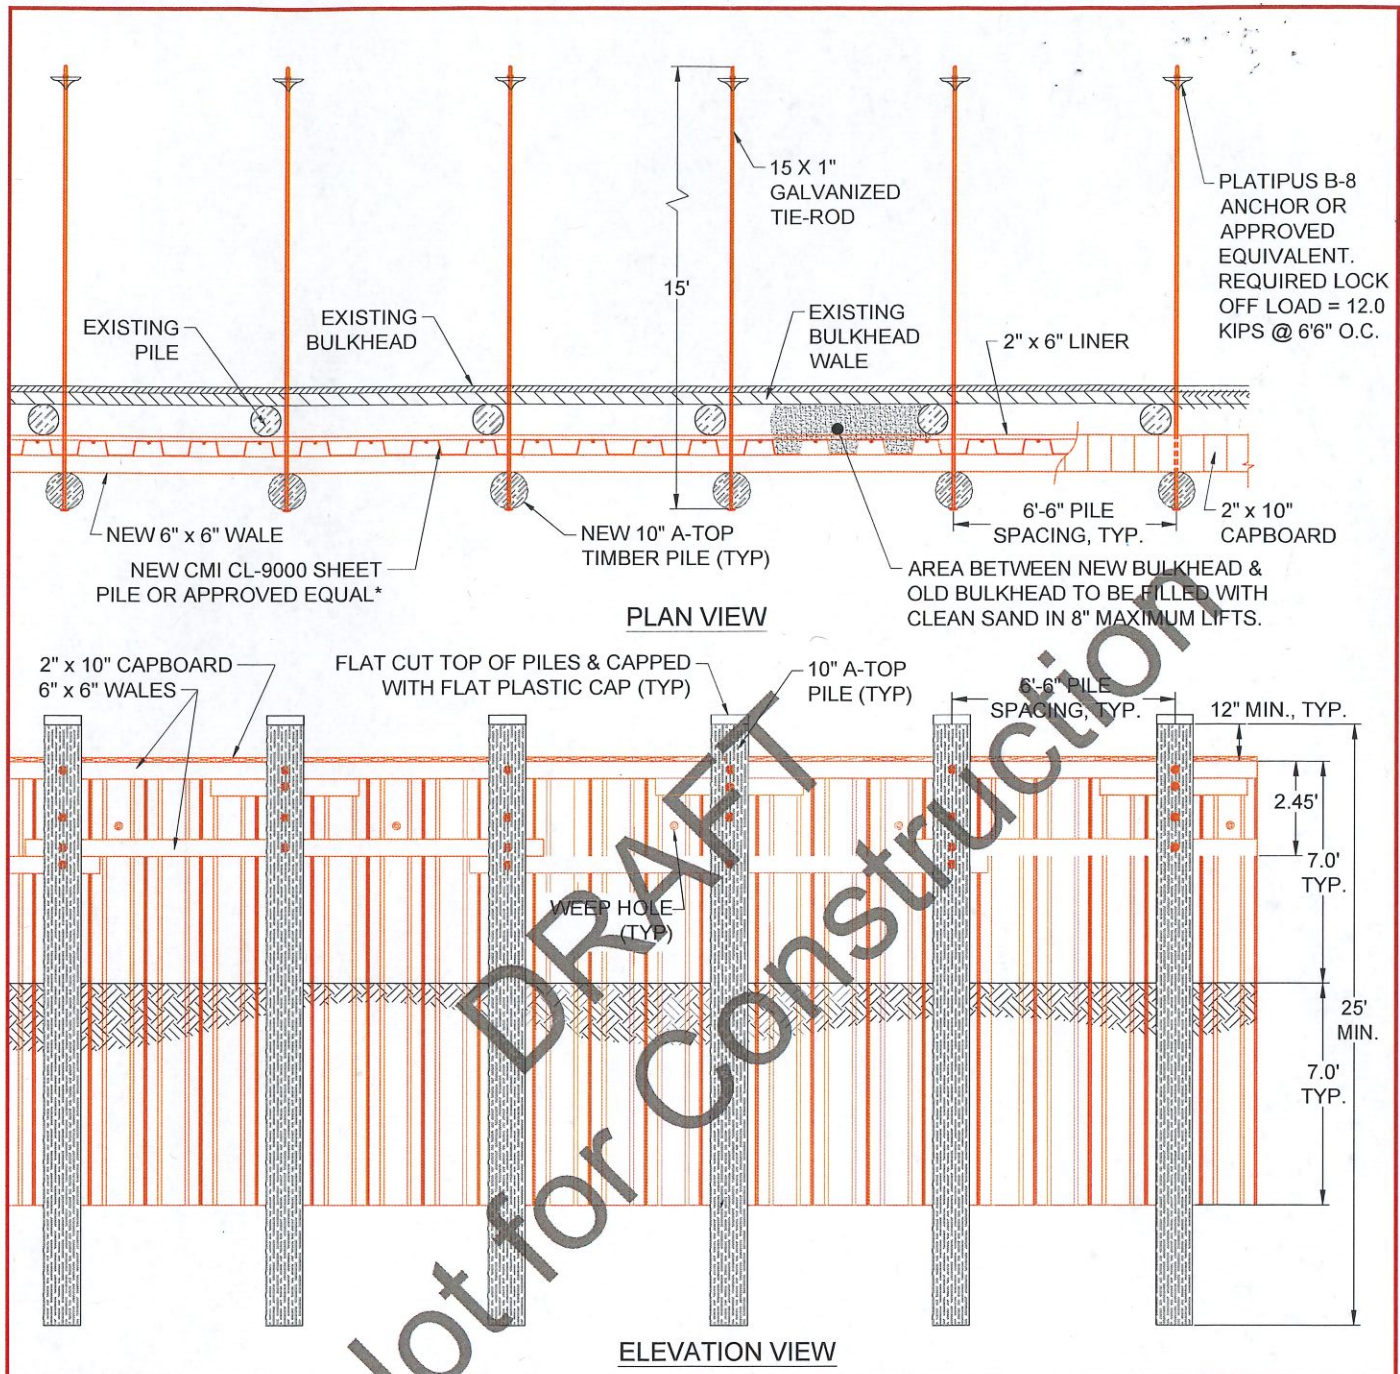 15 X 1"
GALVANIZED
TIE-ROD
PLATIPUS B-8
ANCHOR OR
APPROVED
EQUIVALENT.
REQUIRED LOCK
OFF LOAD = 12.0
KIPS @ 6'6" O.C.
15'
EXISTING
PILE
EXISTING
BULKHEAD
EXISTING
BULKHEAD
WALE
2" x 6" LINER
NEW 6" x 6" WALE
NEW CMI CL-9000 SHEET
PILE OR APPROVED EQUAL*
NEW 10" A-TOP
TIMBER PILE (TYP)
6'-6" PILE
SPACING, TYP.
2" x 10"
CAPBOARD
AREA BETWEEN NEW BULKHEAD &
OLD BULKHEAD TO BE FILLED WITH
CLEAN SAND IN 8" MAXIMUM LIFTS.
PLAN VIEW
2" x 10" CAPBOARD
6" x 6" WALES
FLAT CUT TOP OF PILES & CAPPED
WITH FLAT PLASTIC CAP (TYP)
10" A-TOP
PILE (TYP)
6'-6" PILE
SPACING, TYP.
12" MIN., TYP.
2.45'
7.0'
TYP.
WEEP HOLE
(TYP)
25'
MIN.
7.0'
TYP.
DRAFT
Not for Construction
ELEVATION VIEW